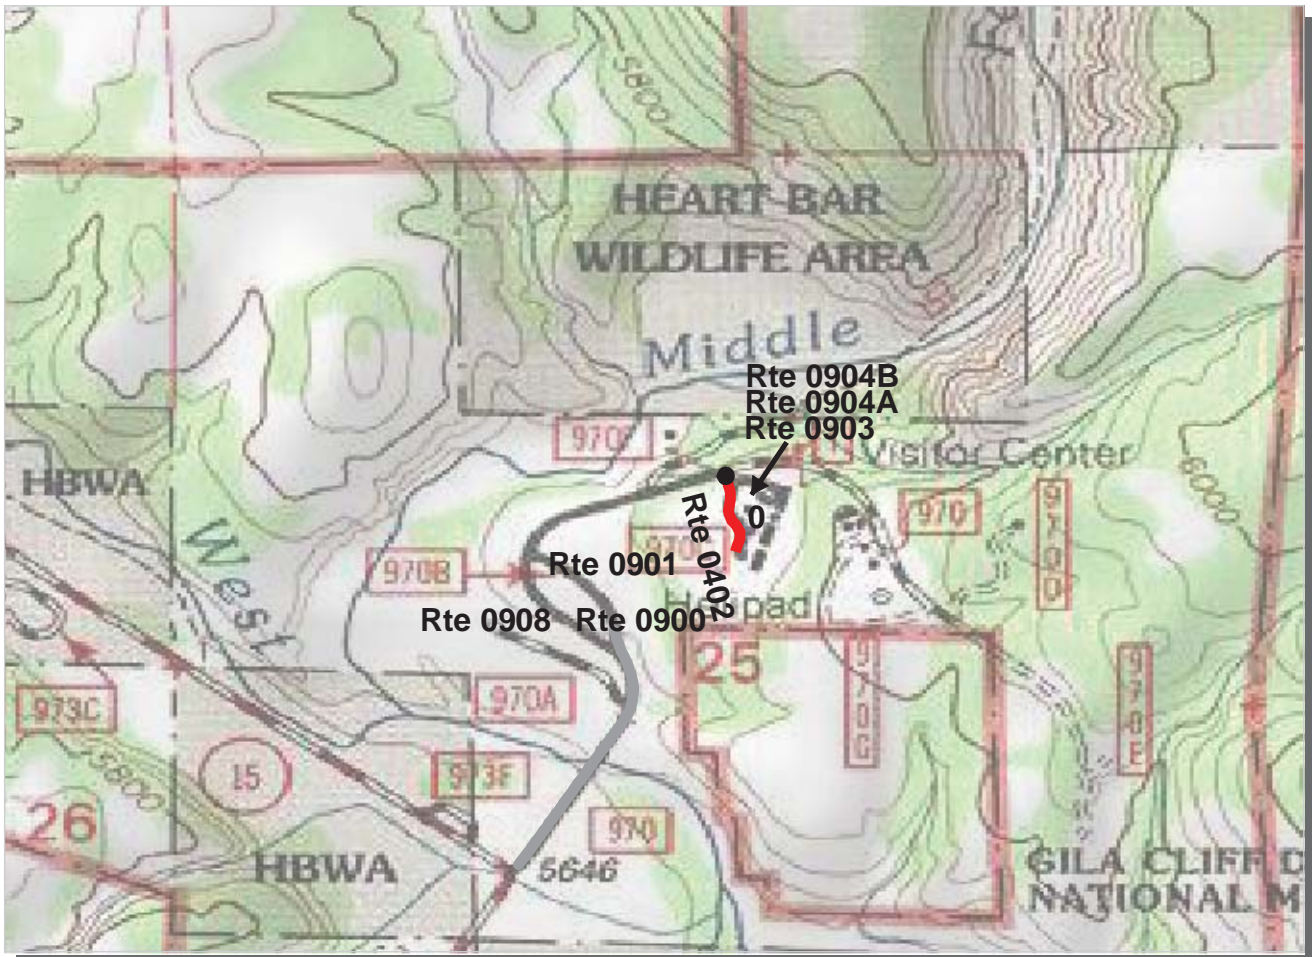 5800
HEART BAR
WILDLIFE AREA
Middle
Rte 0904B
Rte 0904A
Rte 0903
Visitor Center
HBWA
West
970
970D
6000
0
Rte 0402
970B
Rte 0901
Rte 0908
Rte 0900
25
973C
970A
970G
970E
15
973F
5800
26
970
HBWA
5646
GILA CLIFF D
NATIONAL M